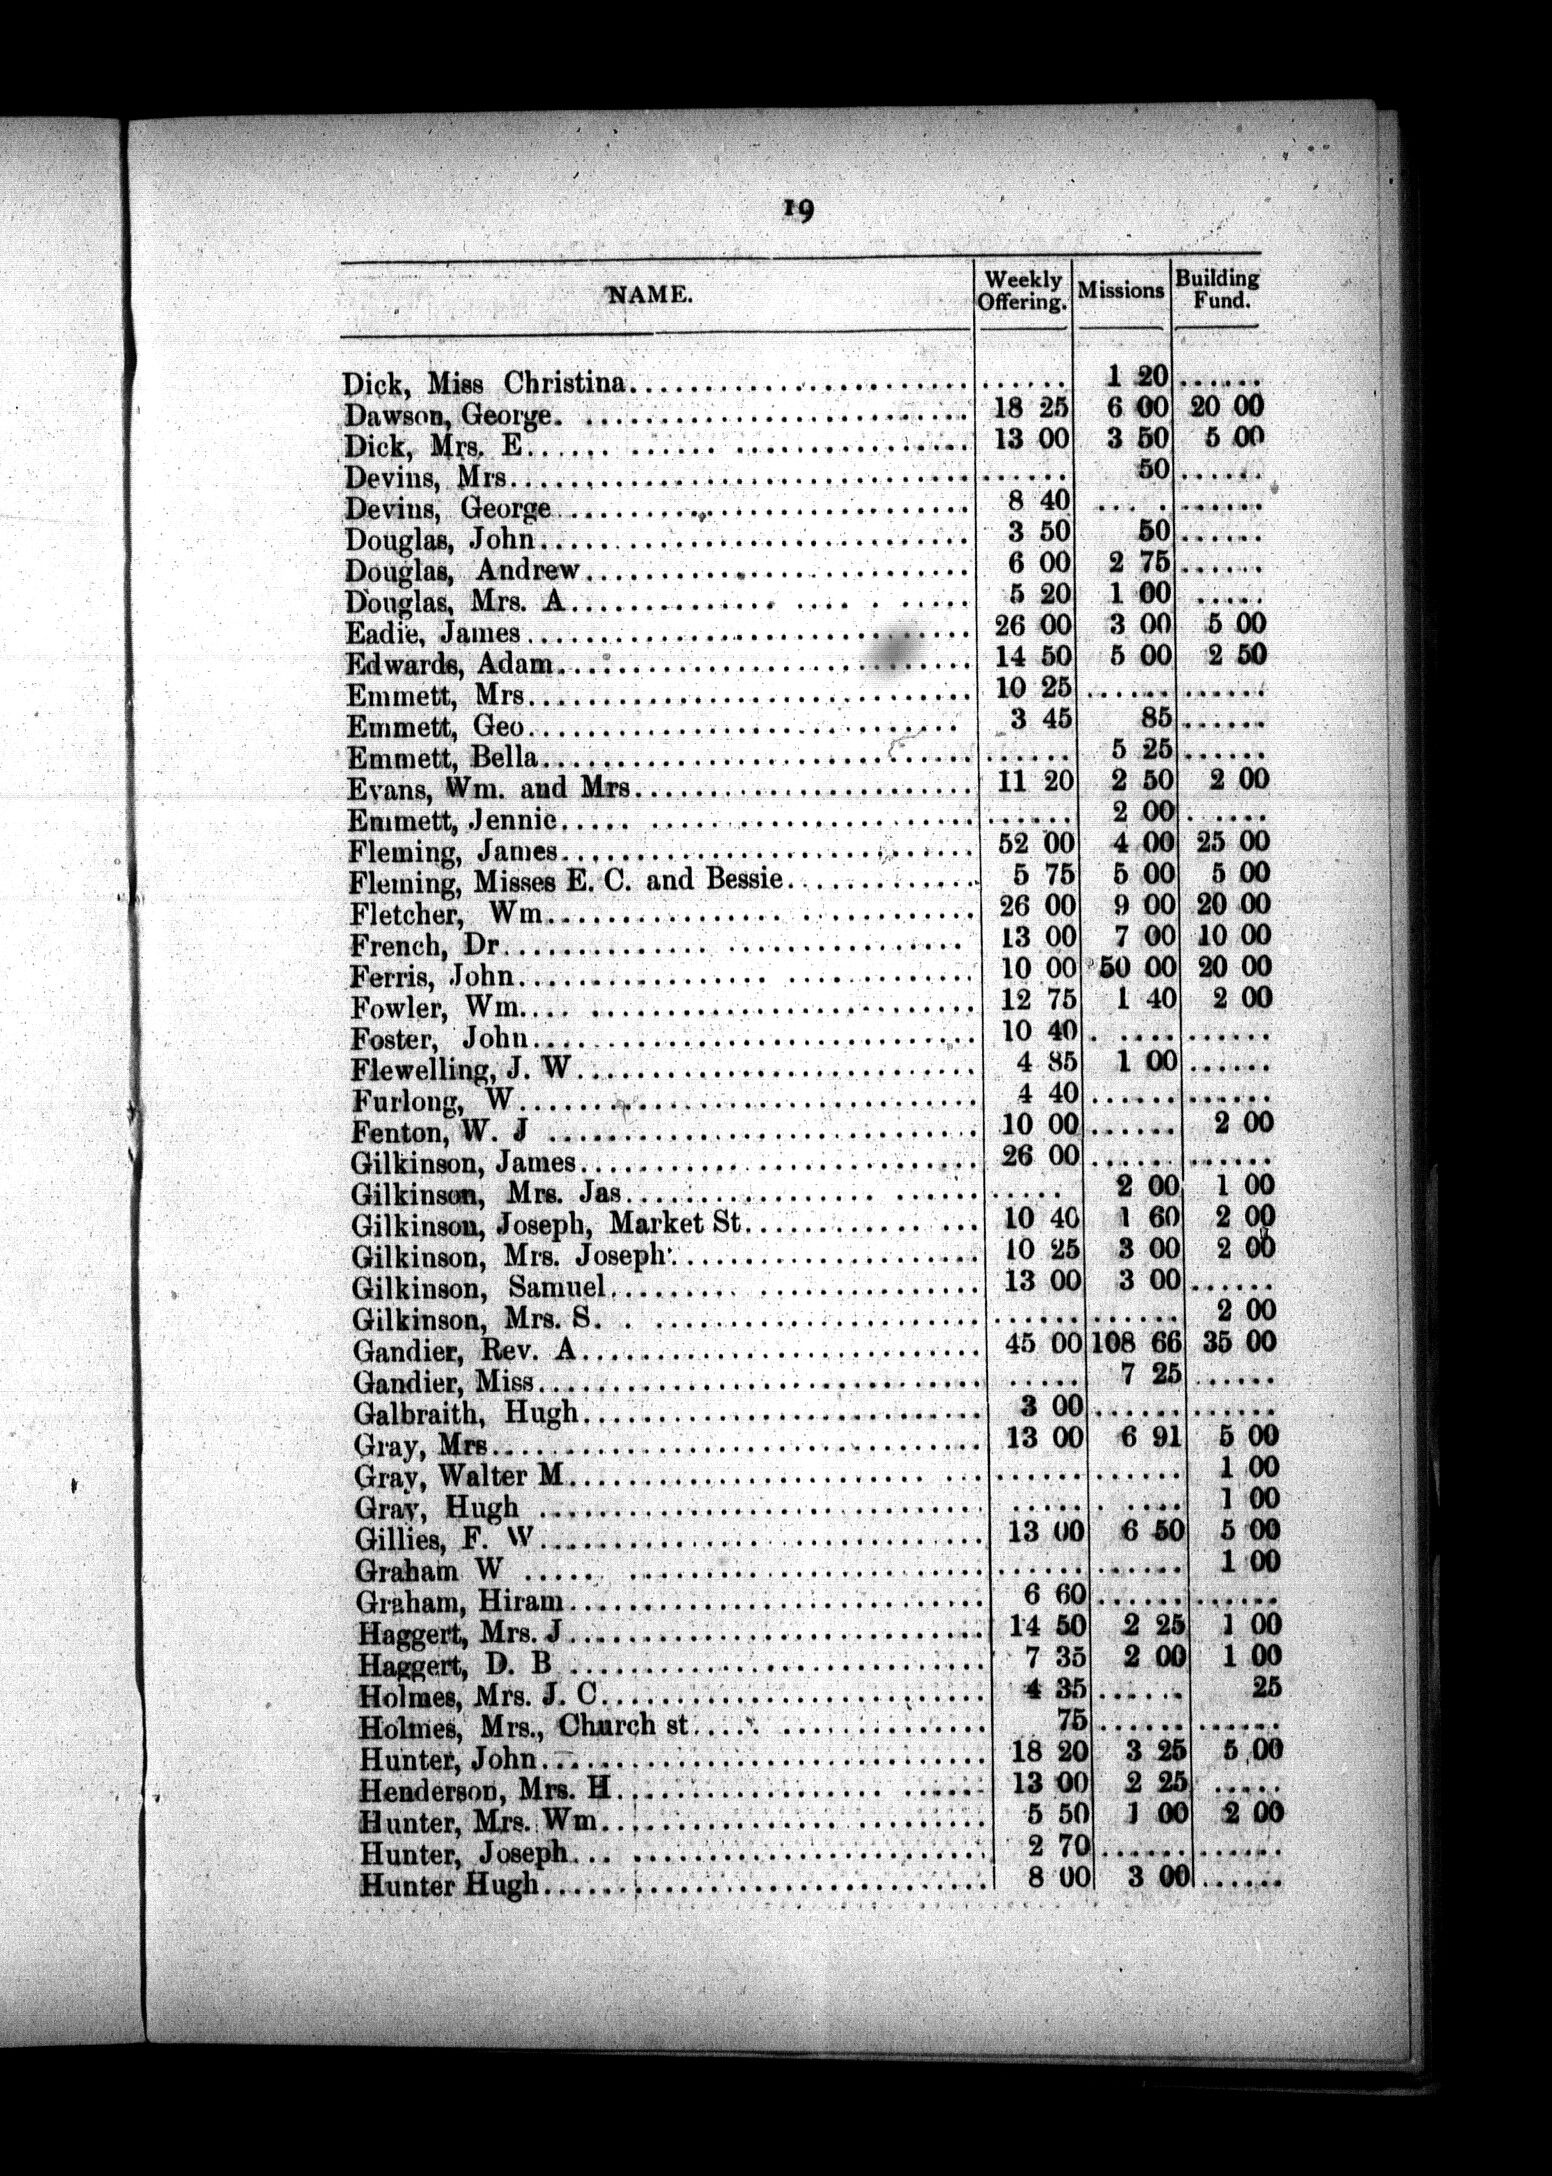 19
NAME. Weekly Offering. Missions Building Fund.
Dick, Miss Christina.............................. ...... 1 20 ......
Dawson, George. .......................... 18 25 6 00 20 00
Dick, Mrs. E...... ...... ................ 13 00 3 50 5 00
Devins, Mrs.............................. ...... 50 ......
Devins, George............................ 8 40 ...... ......
Douglas, John............................. 3 50 50 ......
Douglas, Andrew.......................... 6 00 2 75 ......
Douglas, Mrs. A.............. .... . ..... 5 20 1 00 .....
Eadie, James.............................. 26 00 3 00 5 00
Edwards, Adam............................ 14 50 5 00 2 50
Emmett, Mrs.............................. 10 25 ...... ......
Emmett, Geo............................. 3 45 85 ......
Emmett, Bella............................. ...... 5 25 ......
Evans, Wm. and Mrs....................... 11 20 2 50 2 00
Emmett, Jennie..... ...................... ...... 2 00 ......
Fleming, James............................ 52 00 4 00 25 00
Fleming, Misses E. C. and Bessie............. 5 75 5 00 5 00
Fletcher, Wm................ ............ 26 00 9 00 20 00
French, Dr............... ................ 13 00 7 00 10 00
Ferris, John................. ............. 10 00 50 00 20 00
Fowler, Wm.... .......................... 12 75 1 40 2 00
Foster, John.............................. 10 40 ...... ......
Flewelling, J. W........................... 4 85 1 00 ......
Furlong, W............................... 4 40 ...... ......
Fenton, W. J ............................. 10 00 ...... 2 00
Gilkinson, James........................... 26 00 ...... ......
Gilkinson, Mrs. Jas................. ...... ..... 2 00 1 00
Gilkinson, Joseph, Market St............ ... 10 40 1 60 2 00
Gilkinson, Mrs. Joseph..................... 10 25 3 00 2 00
Gilkinson, Samuel......... ................ 13 00 3 00 ......
Gilkinson, Mrs. S. . ...................... ...... ...... 2 00
Gandier, Rev. A........................... 45 00 108 66 35 00
Gandier, Miss.............................. ...... 7 25 ......
Galbraith, Hugh........................... 3 00 ...... ......
Gray, Mrs................................. 13 00 6 91 5 00
Gray, Walter M........................ ... ...... ...... 1 00
Gray, Hugh .............................. ..... . .... 1 00
Gillies, F. W.............................. 13 00 6 50 5 00
Graham W ..... ........................ ...... ...... 1 00
Graham, Hiram............................ 6 60 ...... ......
Haggert, Mrs. J............................ 14 50 2 25 1 00
Haggert, D. B ............................ 7 35 2 00 1 00
Holmes, Mrs. J. C.......................... 4 35 ...... 25
Holmes, Mrs., Church st..... .............. 75 ...... ......
Hunter, John.............................. 18 20 3 25 5 00
Henderson, Mrs. H.................. ...... 13 00 2 25 .....
Hunter, Mrs. Wm................ ......... 5 50 1 00 2 00
Hunter, Joseph... ........................ 2 70 ...... ......
Hunter Hugh.............................. 8 00 3 00 ......